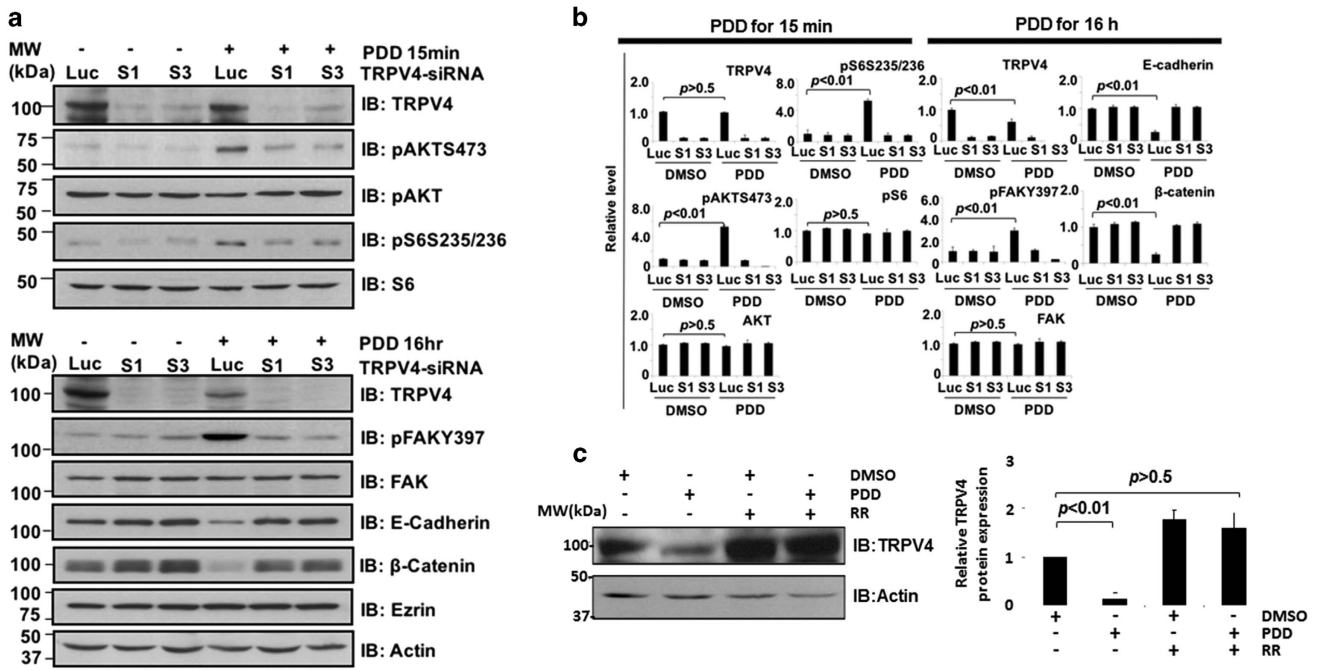 a
MW - - - + + + PDD 15min
(kDa) Luc S1 S3 Luc S1 S3 TRPV4-siRNA
100 IB: TRPV4
75
50 IB: pAKTS473
75
50 IB: pAKT
50 IB: pS6S235/236
50 IB: S6
MW - - - + + + PDD 16hr
(kDa) Luc S1 S3 Luc S1 S3 TRPV4-siRNA
100 IB: TRPV4
100 IB: pFAKY397
100 IB: FAK
100 IB: E-Cadherin
100 IB: β-Catenin
100
75 IB: Ezrin
50
37 IB: Actin
b
PDD for 15 min PDD for 16 h
Relative level
TRPV4
2.0
1.0
0
p>0.5
Luc S1 S3 Luc S1 S3
DMSO PDD
pS6S235/236
8.0
4.0
0
p<0.01
Luc S1 S3 Luc S1 S3
DMSO PDD
TRPV4
2.0
1.0
0
p<0.01
Luc S1 S3 Luc S1 S3
DMSO PDD
E-cadherin
2.0
1.0
0
p<0.01
Luc S1 S3 Luc S1 S3
DMSO PDD
pAKTS473
8.0
4.0
0
p<0.01
Luc S1 S3 Luc S1 S3
DMSO PDD
pS6
2.0
1.0
0
p>0.5
Luc S1 S3 Luc S1 S3
DMSO PDD
pFAKY397
6.0
4.0
2.0
0
p<0.01
Luc S1 S3 Luc S1 S3
DMSO PDD
β-catenin
2.0
1.0
0
p<0.01
Luc S1 S3 Luc S1 S3
DMSO PDD
AKT
2.0
1.0
0
p>0.5
Luc S1 S3 Luc S1 S3
DMSO PDD
FAK
2.0
1.0
0
p>0.5
Luc S1 S3 Luc S1 S3
DMSO PDD
c
+ - + - DMSO
- + - + PDD
MW(kDa) - - + + RR
100 IB:TRPV4
50
37 IB:Actin
Relative TRPV4
protein expression
3
2
1
0
p>0.5
p<0.01
+ - + - DMSO
- + - + PDD
- - + + RR